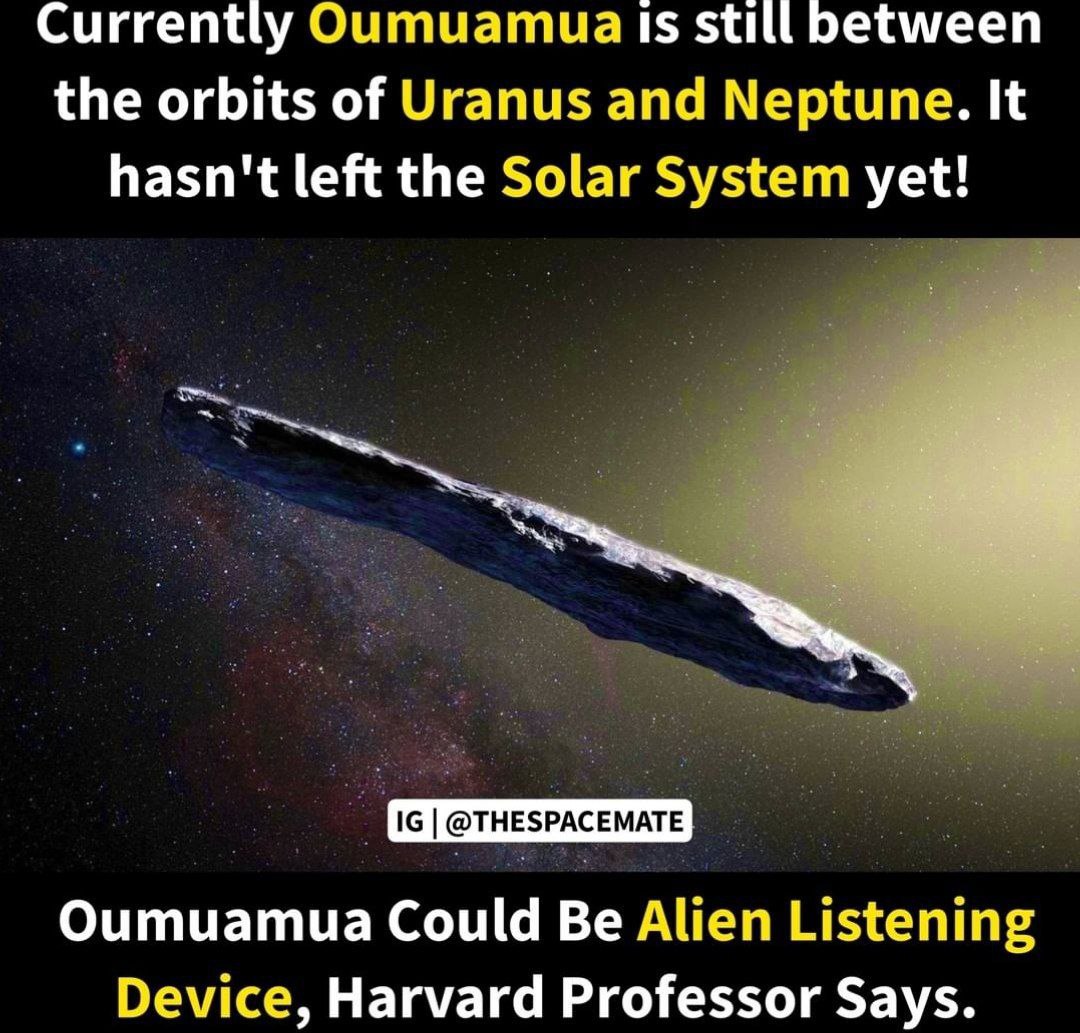 Currently Oumuamua is still between
the orbits of Uranus and Neptune. It
hasn't left the Solar System yet!
IG | @THESPACEMATE
Oumuamua Could Be Alien Listening
Device, Harvard Professor Says.